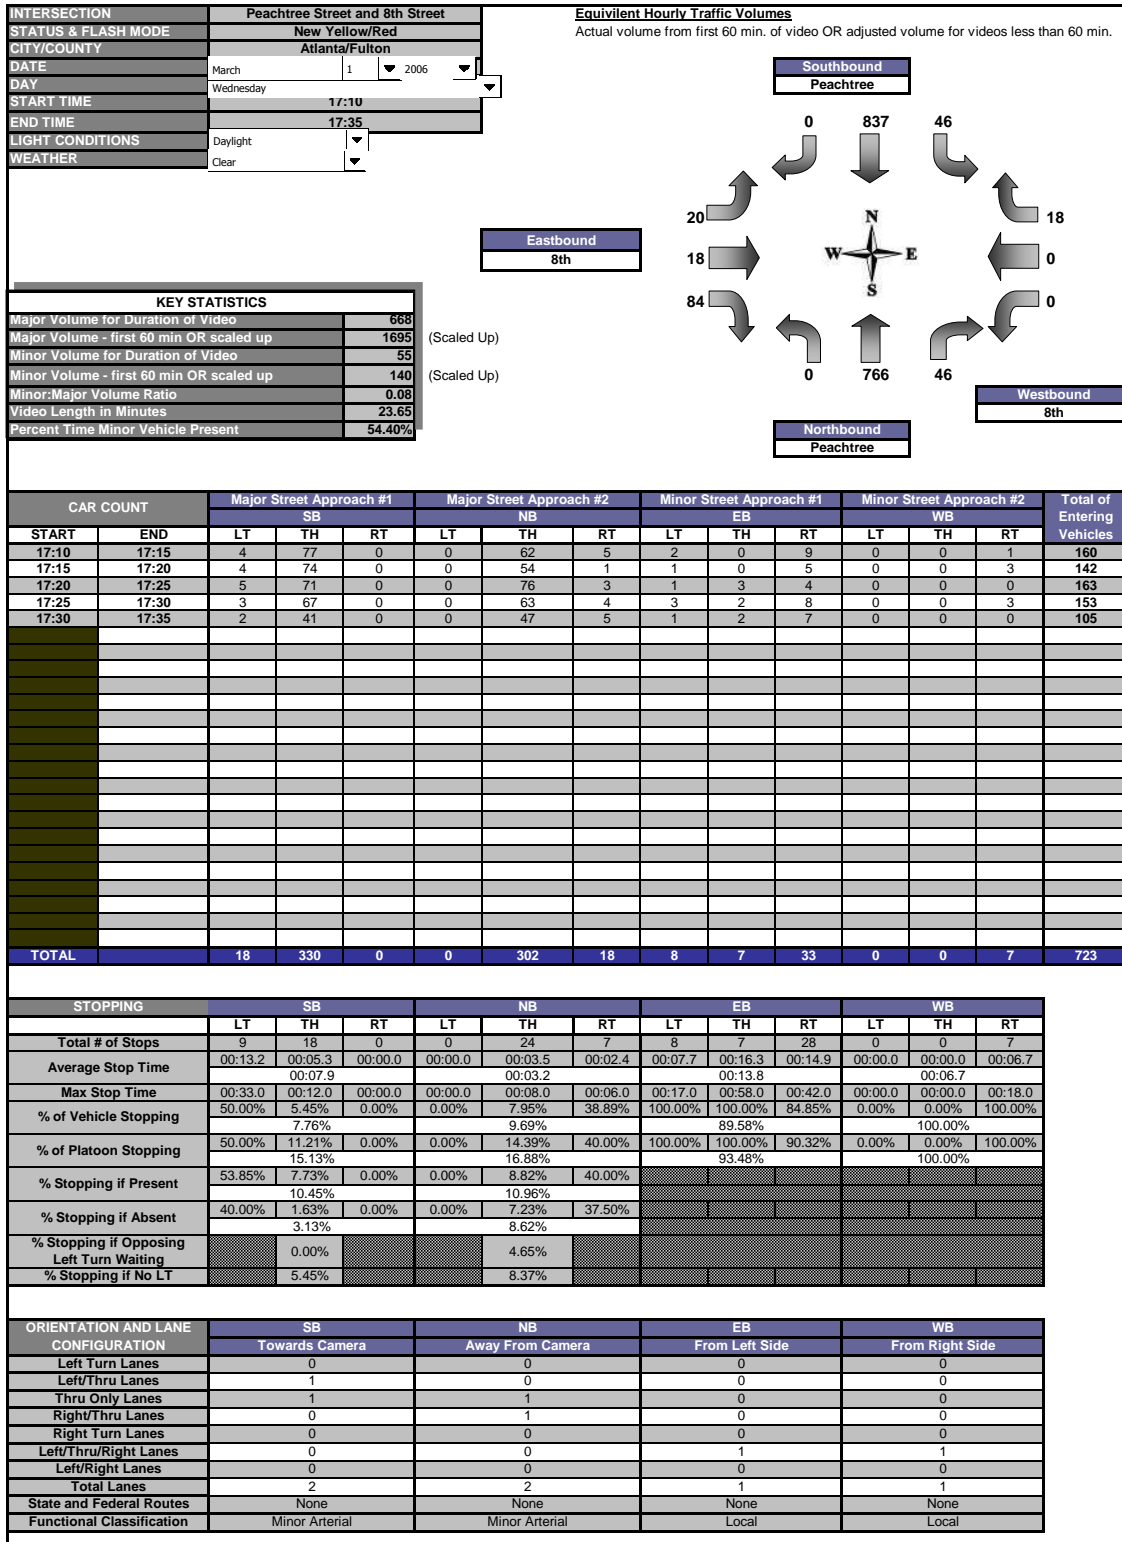 INTERSECTION Peachtree Street and 8th Street
STATUS & FLASH MODE New Yellow/Red
CITY/COUNTY Atlanta/Fulton
DATE March 1 2006
DAY Wednesday
START TIME 17:10
END TIME 17:35
LIGHT CONDITIONS Daylight
WEATHER Clear
Equivilent Hourly Traffic Volumes
Actual volume from first 60 min. of video OR adjusted volume for videos less than 60 min.
Southbound
Peachtree
0 837 46
20 N 18
Eastbound
8th
18 W E 0
S
84 0
0 766 46
Westbound
8th
Northbound
Peachtree
KEY STATISTICS
Major Volume for Duration of Video 668
Major Volume - first 60 min OR scaled up 1695 (Scaled Up)
Minor Volume for Duration of Video 55
Minor Volume - first 60 min OR scaled up 140 (Scaled Up)
Minor:Major Volume Ratio 0.08
Video Length in Minutes 23.65
Percent Time Minor Vehicle Present 54.40%
CAR COUNT Major Street Approach #1 Major Street Approach #2 Minor Street Approach #1 Minor Street Approach #2 Total of
SB NB EB WB Entering
START END LT TH RT LT TH RT LT TH RT LT TH RT Vehicles
17:10 17:15 4 77 0 0 62 5 2 0 9 0 0 1 160
17:15 17:20 4 74 0 0 54 1 1 0 5 0 0 3 142
17:20 17:25 5 71 0 0 76 3 1 3 4 0 0 0 163
17:25 17:30 3 67 0 0 63 4 3 2 8 0 0 3 153
17:30 17:35 2 41 0 0 47 5 1 2 7 0 0 0 105
TOTAL 18 330 0 0 302 18 8 7 33 0 0 7 723
STOPPING SB NB EB WB
LT TH RT LT TH RT LT TH RT LT TH RT
Total # of Stops 9 18 0 0 24 7 8 7 28 0 0 7
Average Stop Time 00:13.2 00:05.3 00:00.0 00:00.0 00:03.5 00:02.4 00:07.7 00:16.3 00:14.9 00:00.0 00:00.0 00:06.7
00:07.9 00:03.2 00:13.8 00:06.7
Max Stop Time 00:33.0 00:12.0 00:00.0 00:00.0 00:08.0 00:06.0 00:17.0 00:58.0 00:42.0 00:00.0 00:00.0 00:18.0
% of Vehicle Stopping 50.00% 5.45% 0.00% 0.00% 7.95% 38.89% 100.00% 100.00% 84.85% 0.00% 0.00% 100.00%
7.76% 9.69% 89.58% 100.00%
% of Platoon Stopping 50.00% 11.21% 0.00% 0.00% 14.39% 40.00% 100.00% 100.00% 90.32% 0.00% 0.00% 100.00%
15.13% 16.88% 93.48% 100.00%
% Stopping if Present 53.85% 7.73% 0.00% 0.00% 8.82% 40.00%
10.45% 10.96%
% Stopping if Absent 40.00% 1.63% 0.00% 0.00% 7.23% 37.50%
3.13% 8.62%
% Stopping if Opposing
Left Turn Waiting 0.00% 4.65%
% Stopping if No LT 5.45% 8.37%
ORIENTATION AND LANE SB NB EB WB
CONFIGURATION Towards Camera Away From Camera From Left Side From Right Side
Left Turn Lanes 0 0 0 0
Left/Thru Lanes 1 0 0 0
Thru Only Lanes 1 1 0 0
Right/Thru Lanes 0 1 0 0
Right Turn Lanes 0 0 0 0
Left/Thru/Right Lanes 0 0 1 1
Left/Right Lanes 0 0 0 0
Total Lanes 2 2 1 1
State and Federal Routes None None None None
Functional Classification Minor Arterial Minor Arterial Local Local